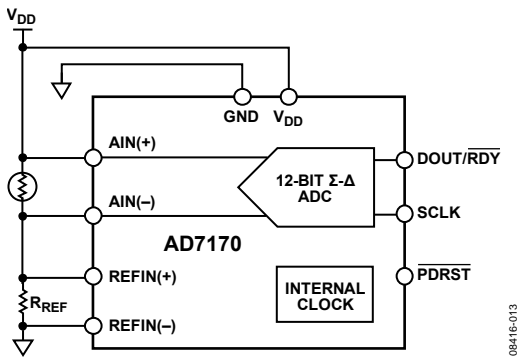 VDD
GND
VDD
AIN(+)
DOUT/RDY
12-BIT Σ-Δ
ADC
AIN(–)
SCLK
AD7170
REFIN(+)
PDRST
INTERNAL
CLOCK
RREF
REFIN(–)
08416-013